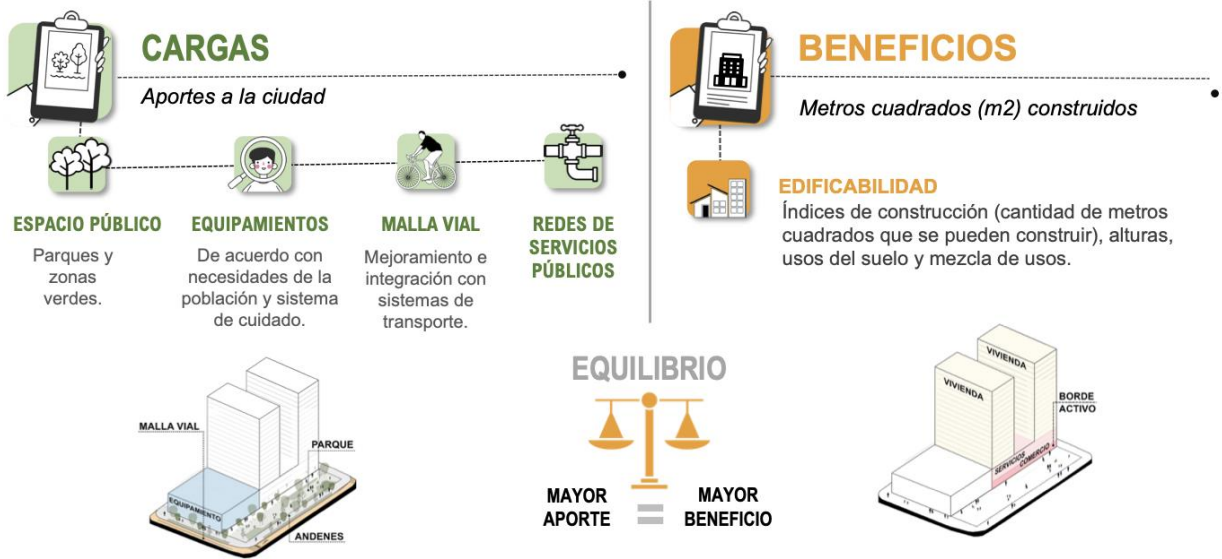 CARGAS
Aportes a la ciudad
ESPACIO PÚBLICO
Parques y
zonas
verdes.
EQUIPAMIENTOS
De acuerdo con
necesidades de la
población y sistema
de cuidado.
MALLA VIAL
Mejoramiento e
integración con
sistemas de
transporte.
REDES DE
SERVICIOS
PÚBLICOS
BENEFICIOS
Metros cuadrados (m2) construidos
EDIFICABILIDAD
Índices de construcción (cantidad de metros
cuadrados que se pueden construir), alturas,
usos del suelo y mezcla de usos.
MALLA VIAL
PARQUE
EQUIPAMIENTO
ANDENES
EQUILIBRIO
MAYOR
APORTE
=
MAYOR
BENEFICIO
VIVIENDA
VIVIENDA
BORDE
ACTIVO
SERVICIOS
COMERCIO